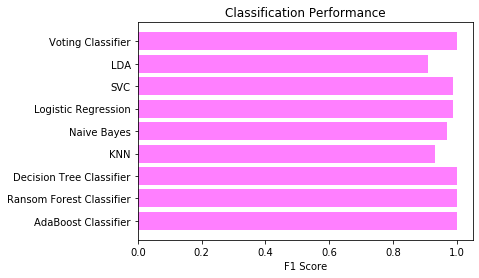 Classification Performance
Voting Classifier
LDA
SVC
Logistic Regression
Naive Bayes
KNN
Decision Tree Classifier
Ransom Forest Classifier
AdaBoost Classifier
0.0 0.2 0.4 0.6 0.8 1.0
F1 Score